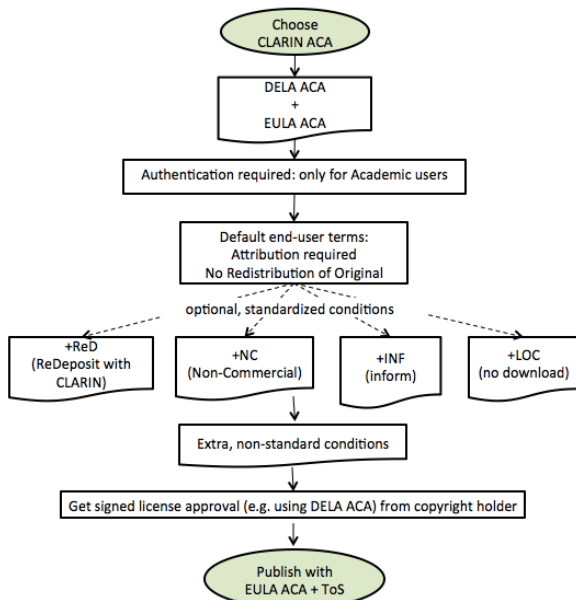 Choose
CLARIN ACA
DELA ACA
+
EULA ACA
Authentication required: only for Academic users
Default end-user terms:
Attribution required
No Redistribution of Original
optional, standardized conditions
+ReD
(ReDeposit with
CLARIN)
+NC
(Non-Commercial)
+INF
(inform)
+LOC
(no download)
Extra, non-standard conditions
Get signed license approval (e.g. using DELA ACA) from copyright holder
Publish with
EULA ACA + ToS